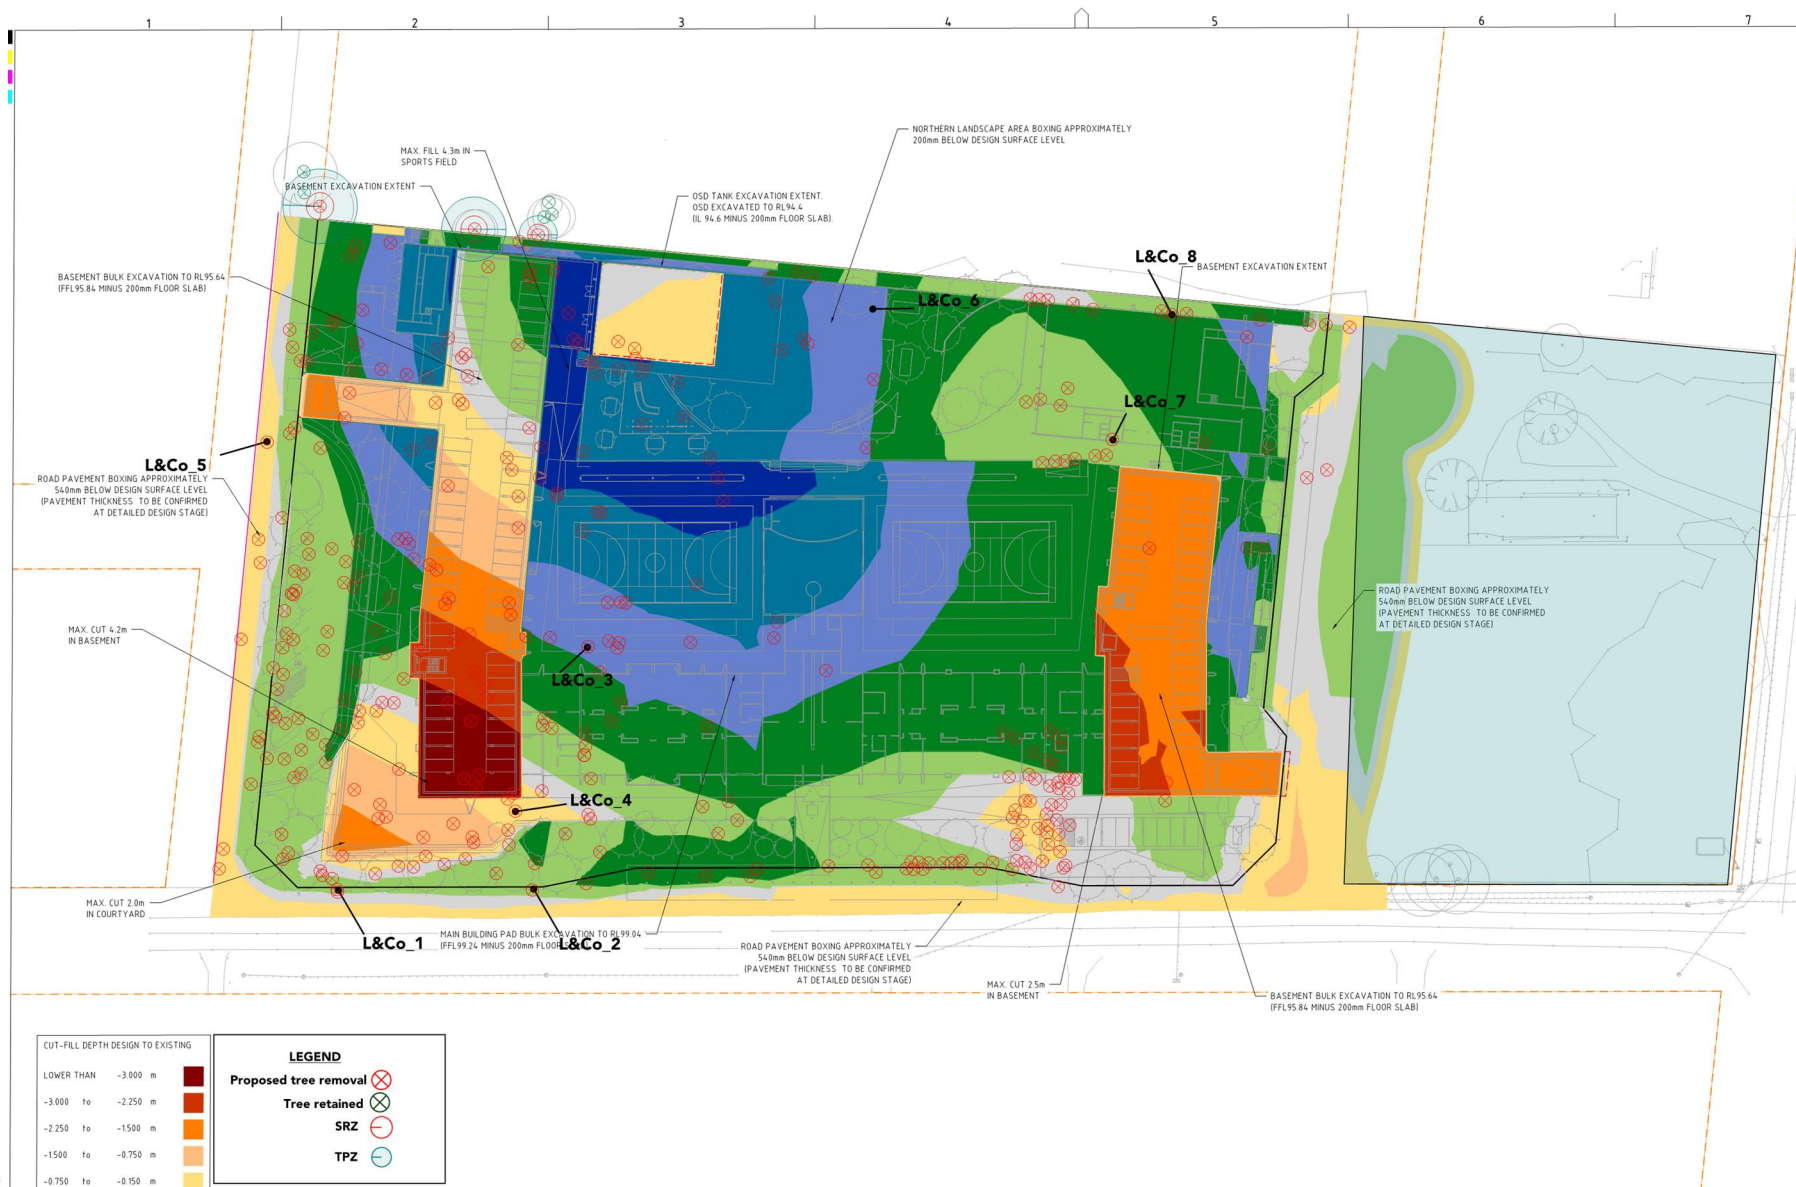 1
2
3
4
5
6
7
NORTHERN LANDSCAPE AREA BOXING APPROXIMATELY
200mm BELOW DESIGN SURFACE LEVEL
MAX. FILL 4.3m IN
SPORTS FIELD
BASEMENT EXCAVATION EXTENT
OSD TANK EXCAVATION EXTENT.
OSD EXCAVATED TO RL94.4
(IL 94.6 MINUS 200mm FLOOR SLAB).
L&Co_8
BASEMENT EXCAVATION EXTENT
BASEMENT BULK EXCAVATION TO RL95.64
(FFL95.84 MINUS 200mm FLOOR SLAB)
L&Co_6
L&Co_7
L&Co_5
ROAD PAVEMENT BOXING APPROXIMATELY
540mm BELOW DESIGN SURFACE LEVEL
(PAVEMENT THICKNESS TO BE CONFIRMED
AT DETAILED DESIGN STAGE)
ROAD PAVEMENT BOXING APPROXIMATELY
540mm BELOW DESIGN SURFACE LEVEL
(PAVEMENT THICKNESS TO BE CONFIRMED
AT DETAILED DESIGN STAGE)
MAX. CUT 4.2m
IN BASEMENT
L&Co_3
L&Co_4
MAX. CUT 2.0m
IN COURTYARD
L&Co_1
MAIN BUILDING PAD BULK EXCAVATION TO RL99.04
(FFL99.24 MINUS 200mm FLOOR
L&Co_2
ROAD PAVEMENT BOXING APPROXIMATELY
540mm BELOW DESIGN SURFACE LEVEL
(PAVEMENT THICKNESS TO BE CONFIRMED
AT DETAILED DESIGN STAGE)
MAX. CUT 2.5m
IN BASEMENT
BASEMENT BULK EXCAVATION TO RL95.64
(FFL95.84 MINUS 200mm FLOOR SLAB)
CUT-FILL DEPTH DESIGN TO EXISTING
LOWER THAN -3.000 m
-3.000 to -2.250 m
-2.250 to -1.500 m
-1.500 to -0.750 m
-0.750 to -0.150 m
LEGEND
Proposed tree removal
Tree retained
SRZ
TPZ